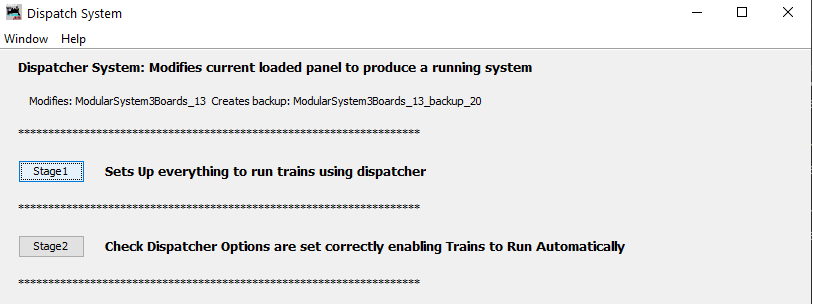 Dispatch System
Window Help
Dispatcher System: Modifies current loaded panel to produce a running system
Modifies: ModularSystem3Boards_13 Creates backup: ModularSystem3Boards_13_backup_20
*******************************************************************
Stage1 Sets Up everything to run trains using dispatcher
*******************************************************************
Stage2 Check Dispatcher Options are set correctly enabling Trains to Run Automatically
*******************************************************************